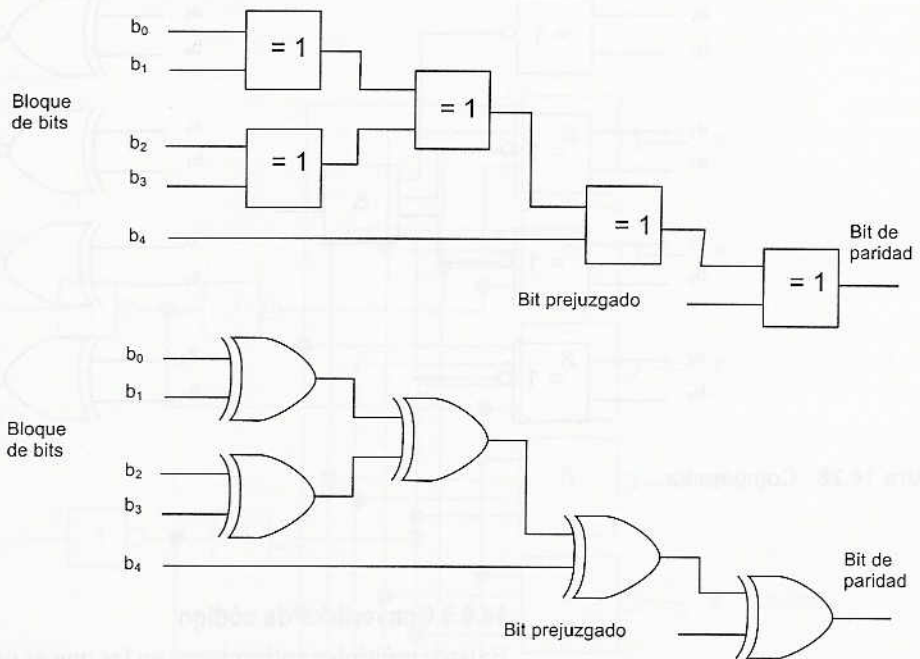 b₀
= 1
b₁
Bloque
de bits
= 1
b₂
= 1
b₃
= 1
b₄
Bit de
paridad
= 1
Bit prejuzgado
b₀
b₁
Bloque
de bits
b₂
b₃
b₄
Bit de
paridad
Bit prejuzgado